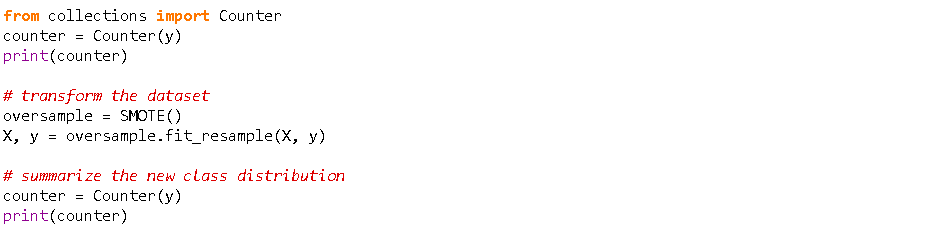 from collections import Counter
counter = Counter(y)
print(counter)
# transform the dataset
oversample = SMOTE()
X, y = oversample.fit_resample(X, y)
# summarize the new class distribution
counter = Counter(y)
print(counter)